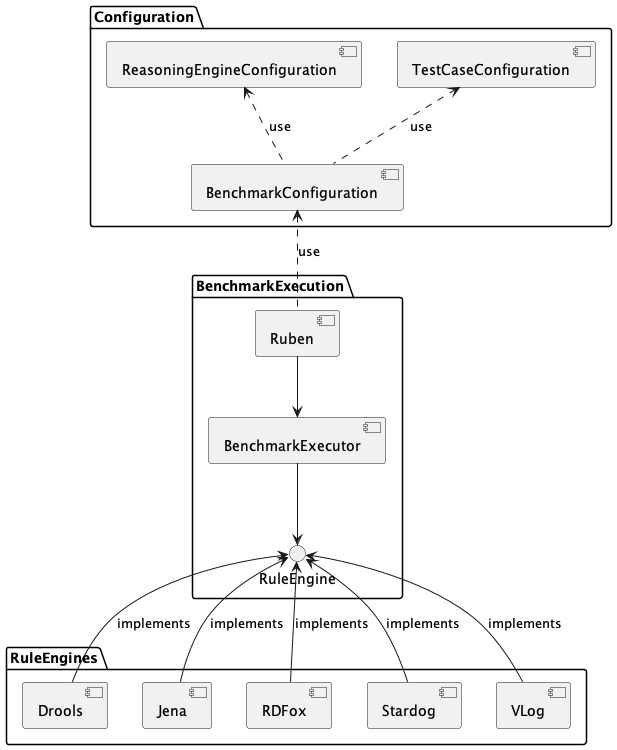 Configuration
ReasoningEngineConfiguration
TestCaseConfiguration
use
use
BenchmarkConfiguration
use
BenchmarkExecution
Ruben
BenchmarkExecutor
RuleEngine
implements
implements
implements
implements
implements
RuleEngines
Drools
Jena
RDFox
Stardog
VLog